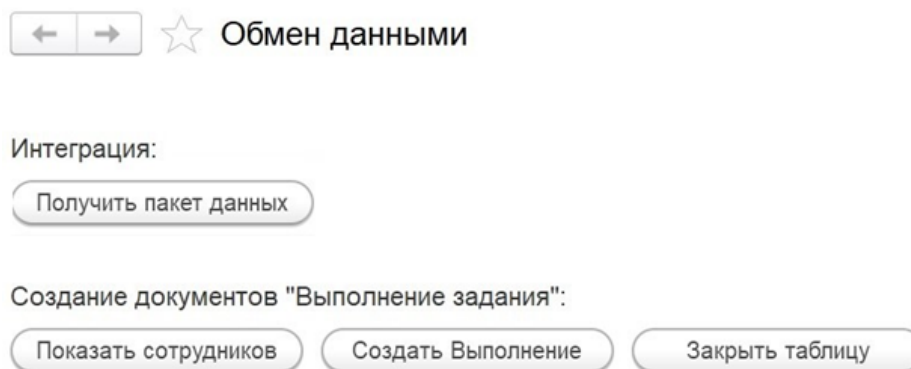 Обмен данными
Интеграция:
Получить пакет данных
Создание документов "Выполнение задания":
Показать сотрудников Создать Выполнение Закрыть таблицу